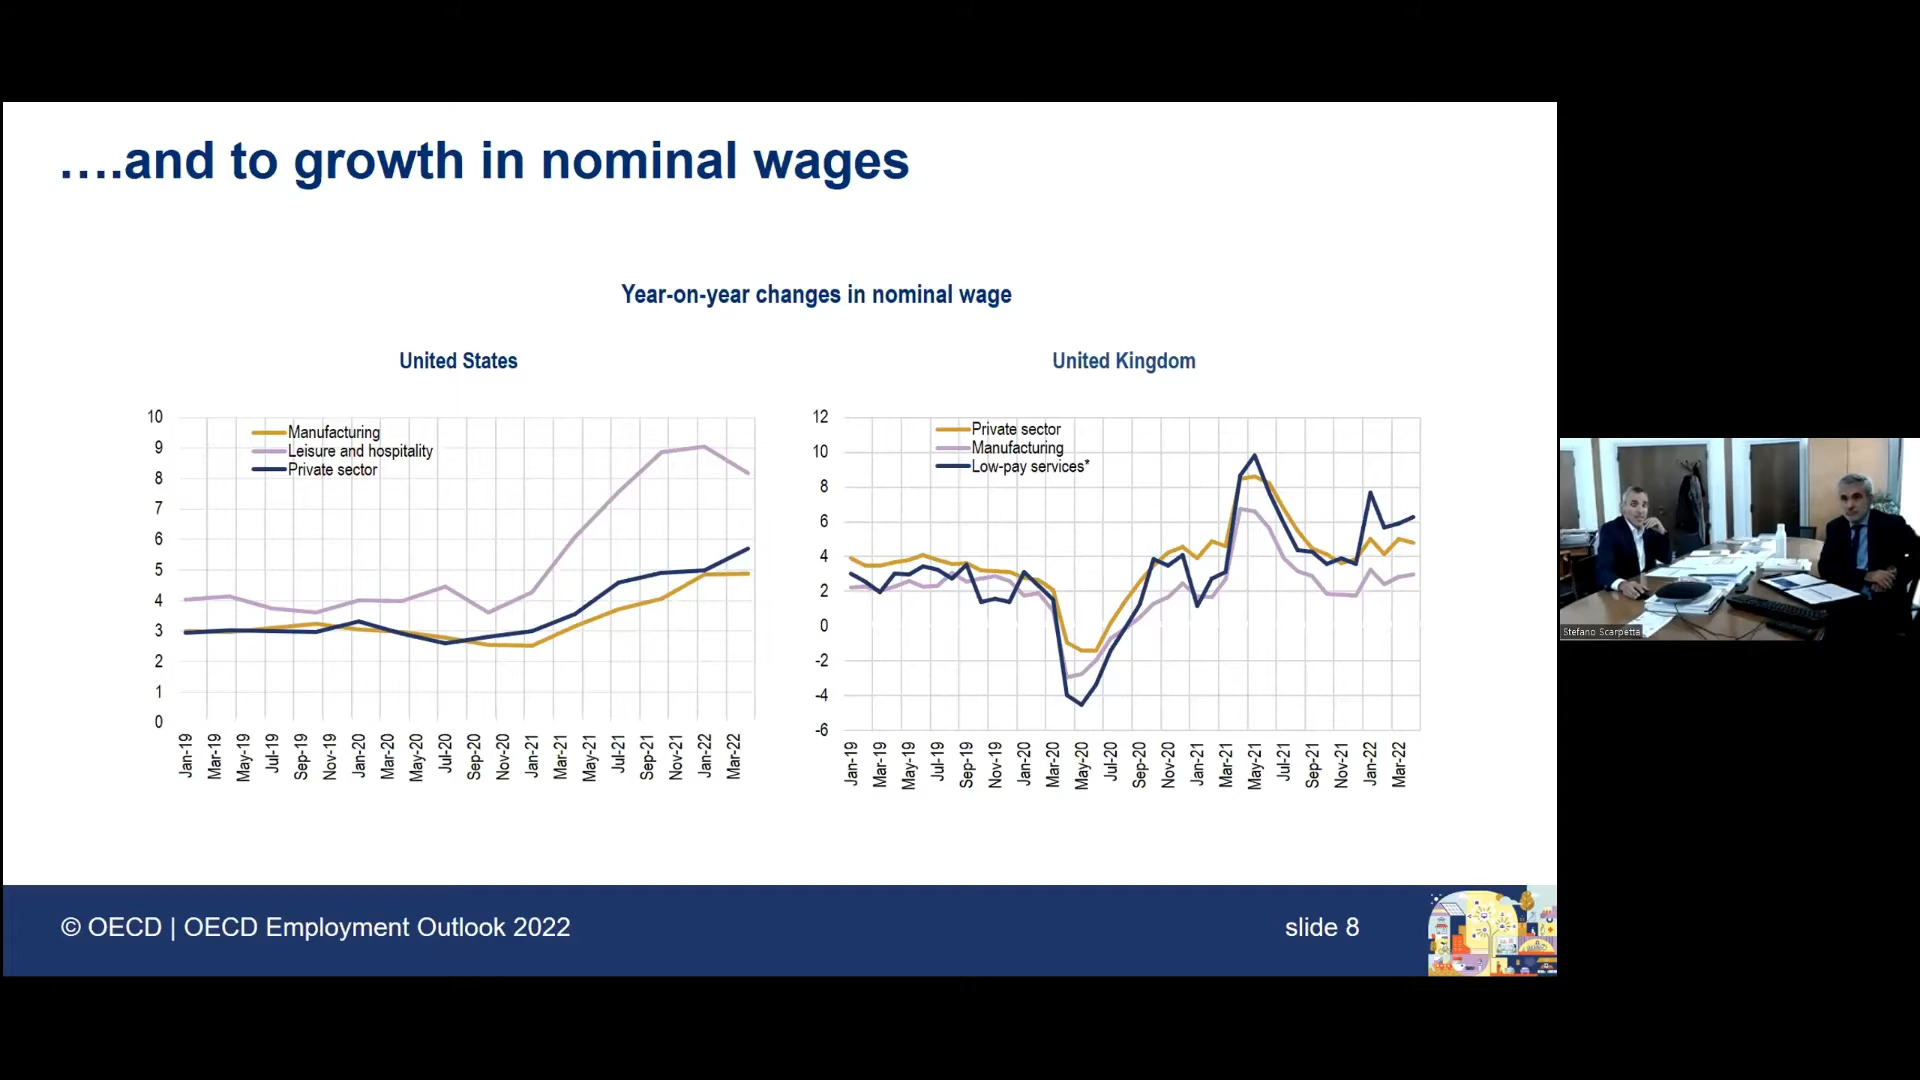 ….and to growth in nominal wages
Year-on-year changes in nominal wage
United States
10
9
8
7
6
5
4
3
2
1
0
Manufacturing
Leisure and hospitality
Private sector
Jan-19
Mar-19
May-19
Jul-19
Sep-19
Nov-19
Jan-20
Mar-20
May-20
Jul-20
Sep-20
Nov-20
Jan-21
Mar-21
May-21
Jul-21
Sep-21
Nov-21
Jan-22
Mar-22
United Kingdom
12
10
8
6
4
2
0
-2
-4
-6
Private sector
Manufacturing
Low-pay services*
Jan-19
Mar-19
May-19
Jul-19
Sep-19
Nov-19
Jan-20
Mar-20
May-20
Jul-20
Sep-20
Nov-20
Jan-21
Mar-21
May-21
Jul-21
Sep-21
Nov-21
Jan-22
Mar-22
Stefano Scarpetta
© OECD | OECD Employment Outlook 2022
slide 8